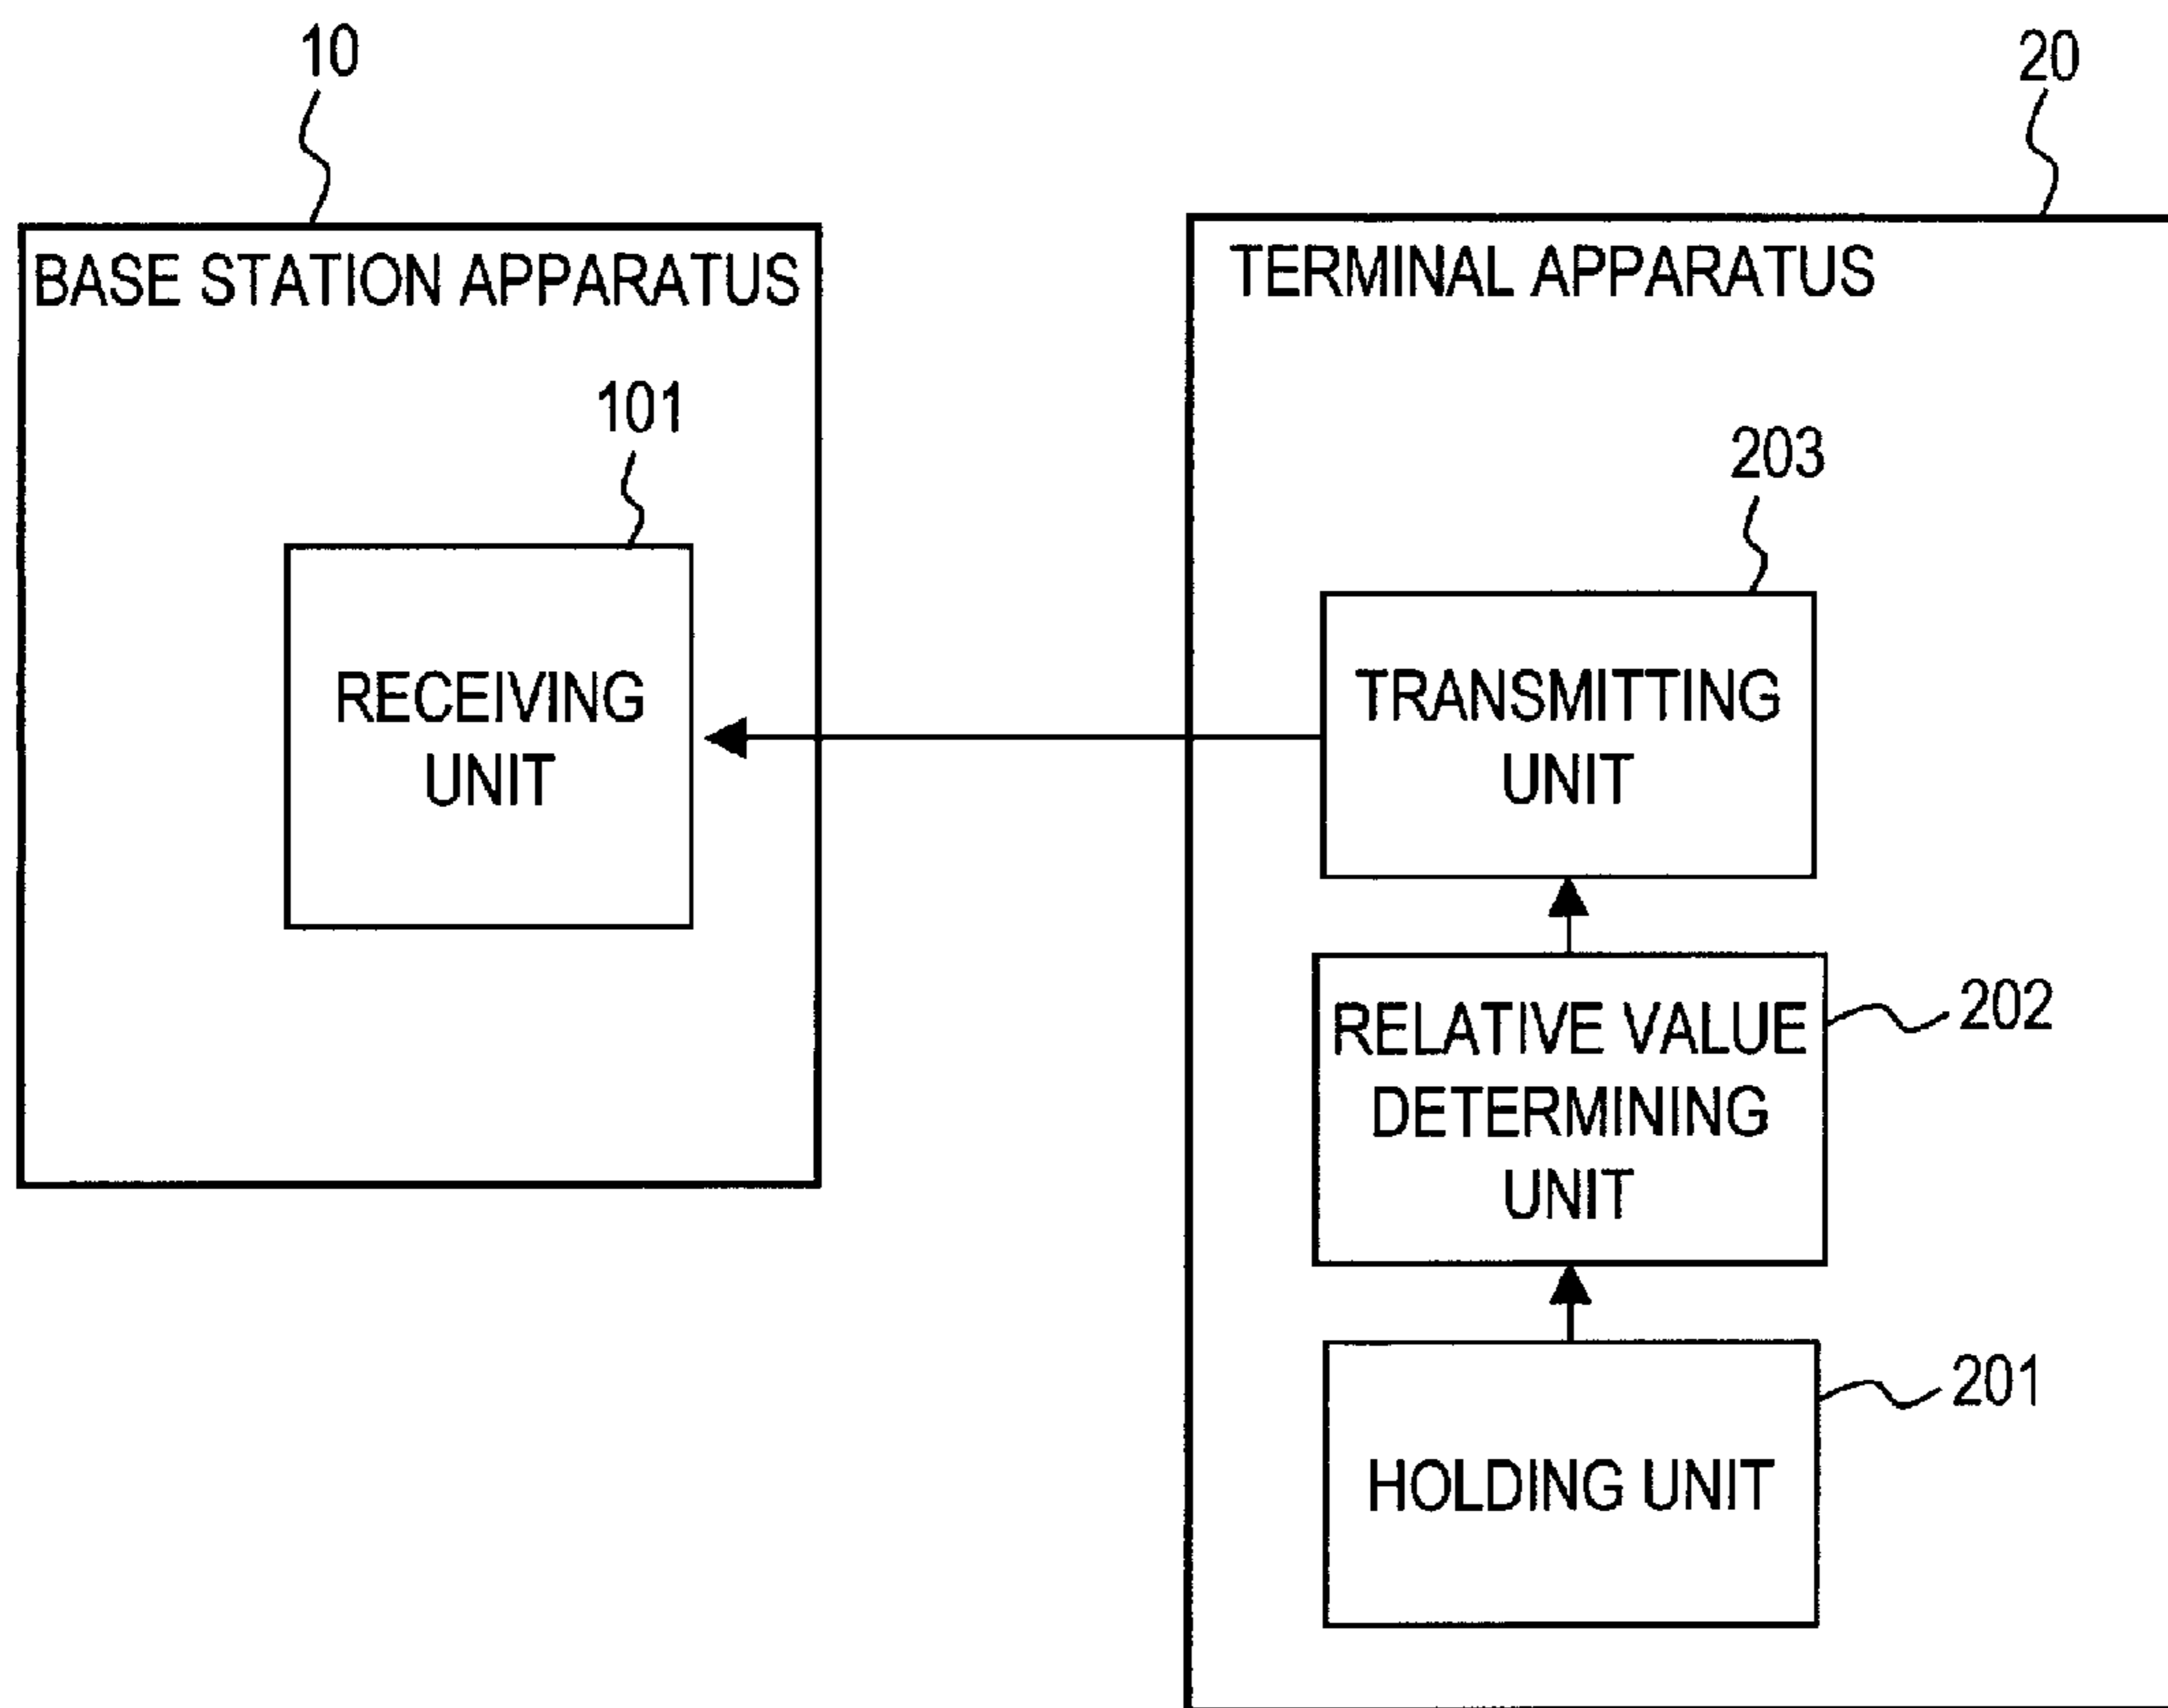 10
20
BASE STATION APPARATUS
TERMINAL APPARATUS
101
203
RECEIVING
UNIT
TRANSMITTING
UNIT
202
RELATIVE VALUE
DETERMINING
UNIT
201
HOLDING UNIT